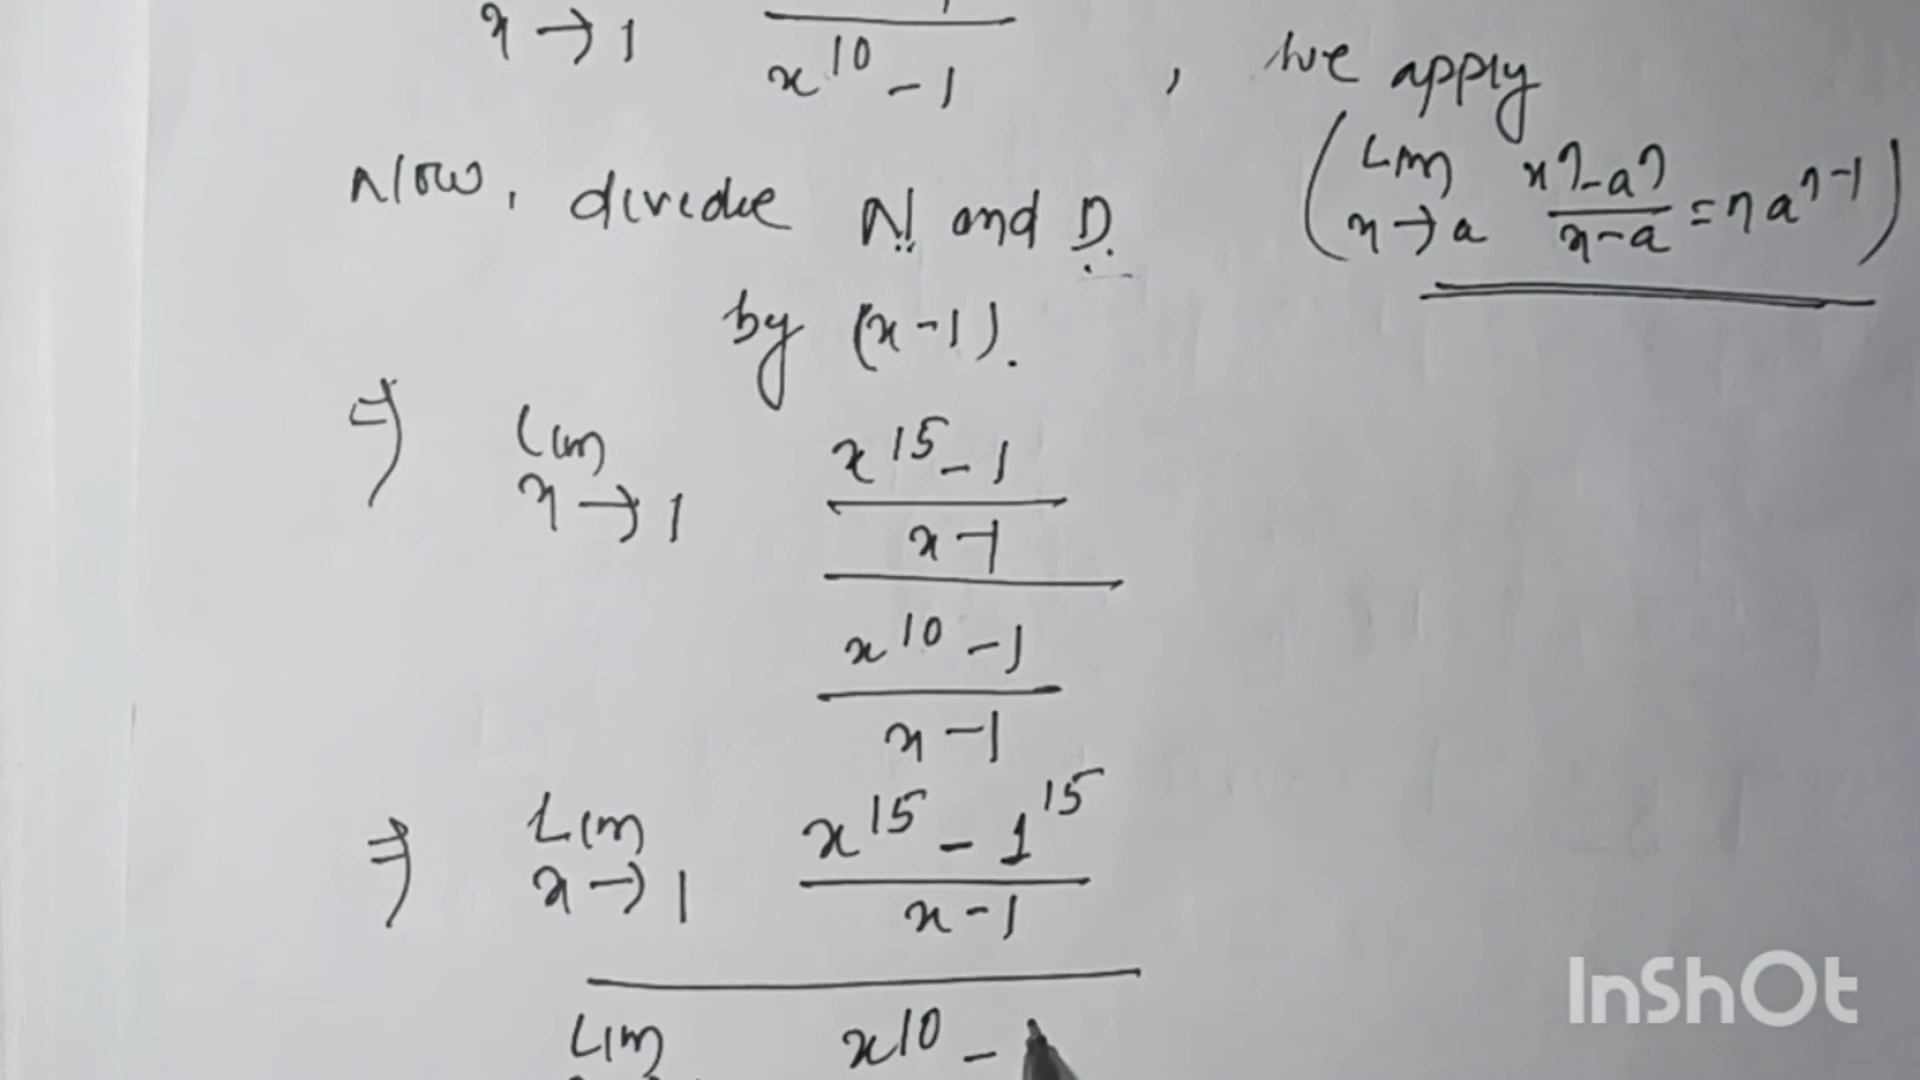 x → 1 / x^10 - 1 , we apply
(Lim x → a (x^n - a^n)/(x - a) = n a^(n-1))
Now, divide N and D.
by (x - 1).
⇒ Lim x → 1 ((x^15 - 1)/(x - 1)) / ((x^10 - 1)/(x - 1))
⇒ Lim x → 1 (x^15 - 1^15)/(x - 1)
Lim x^10 -
InShOt